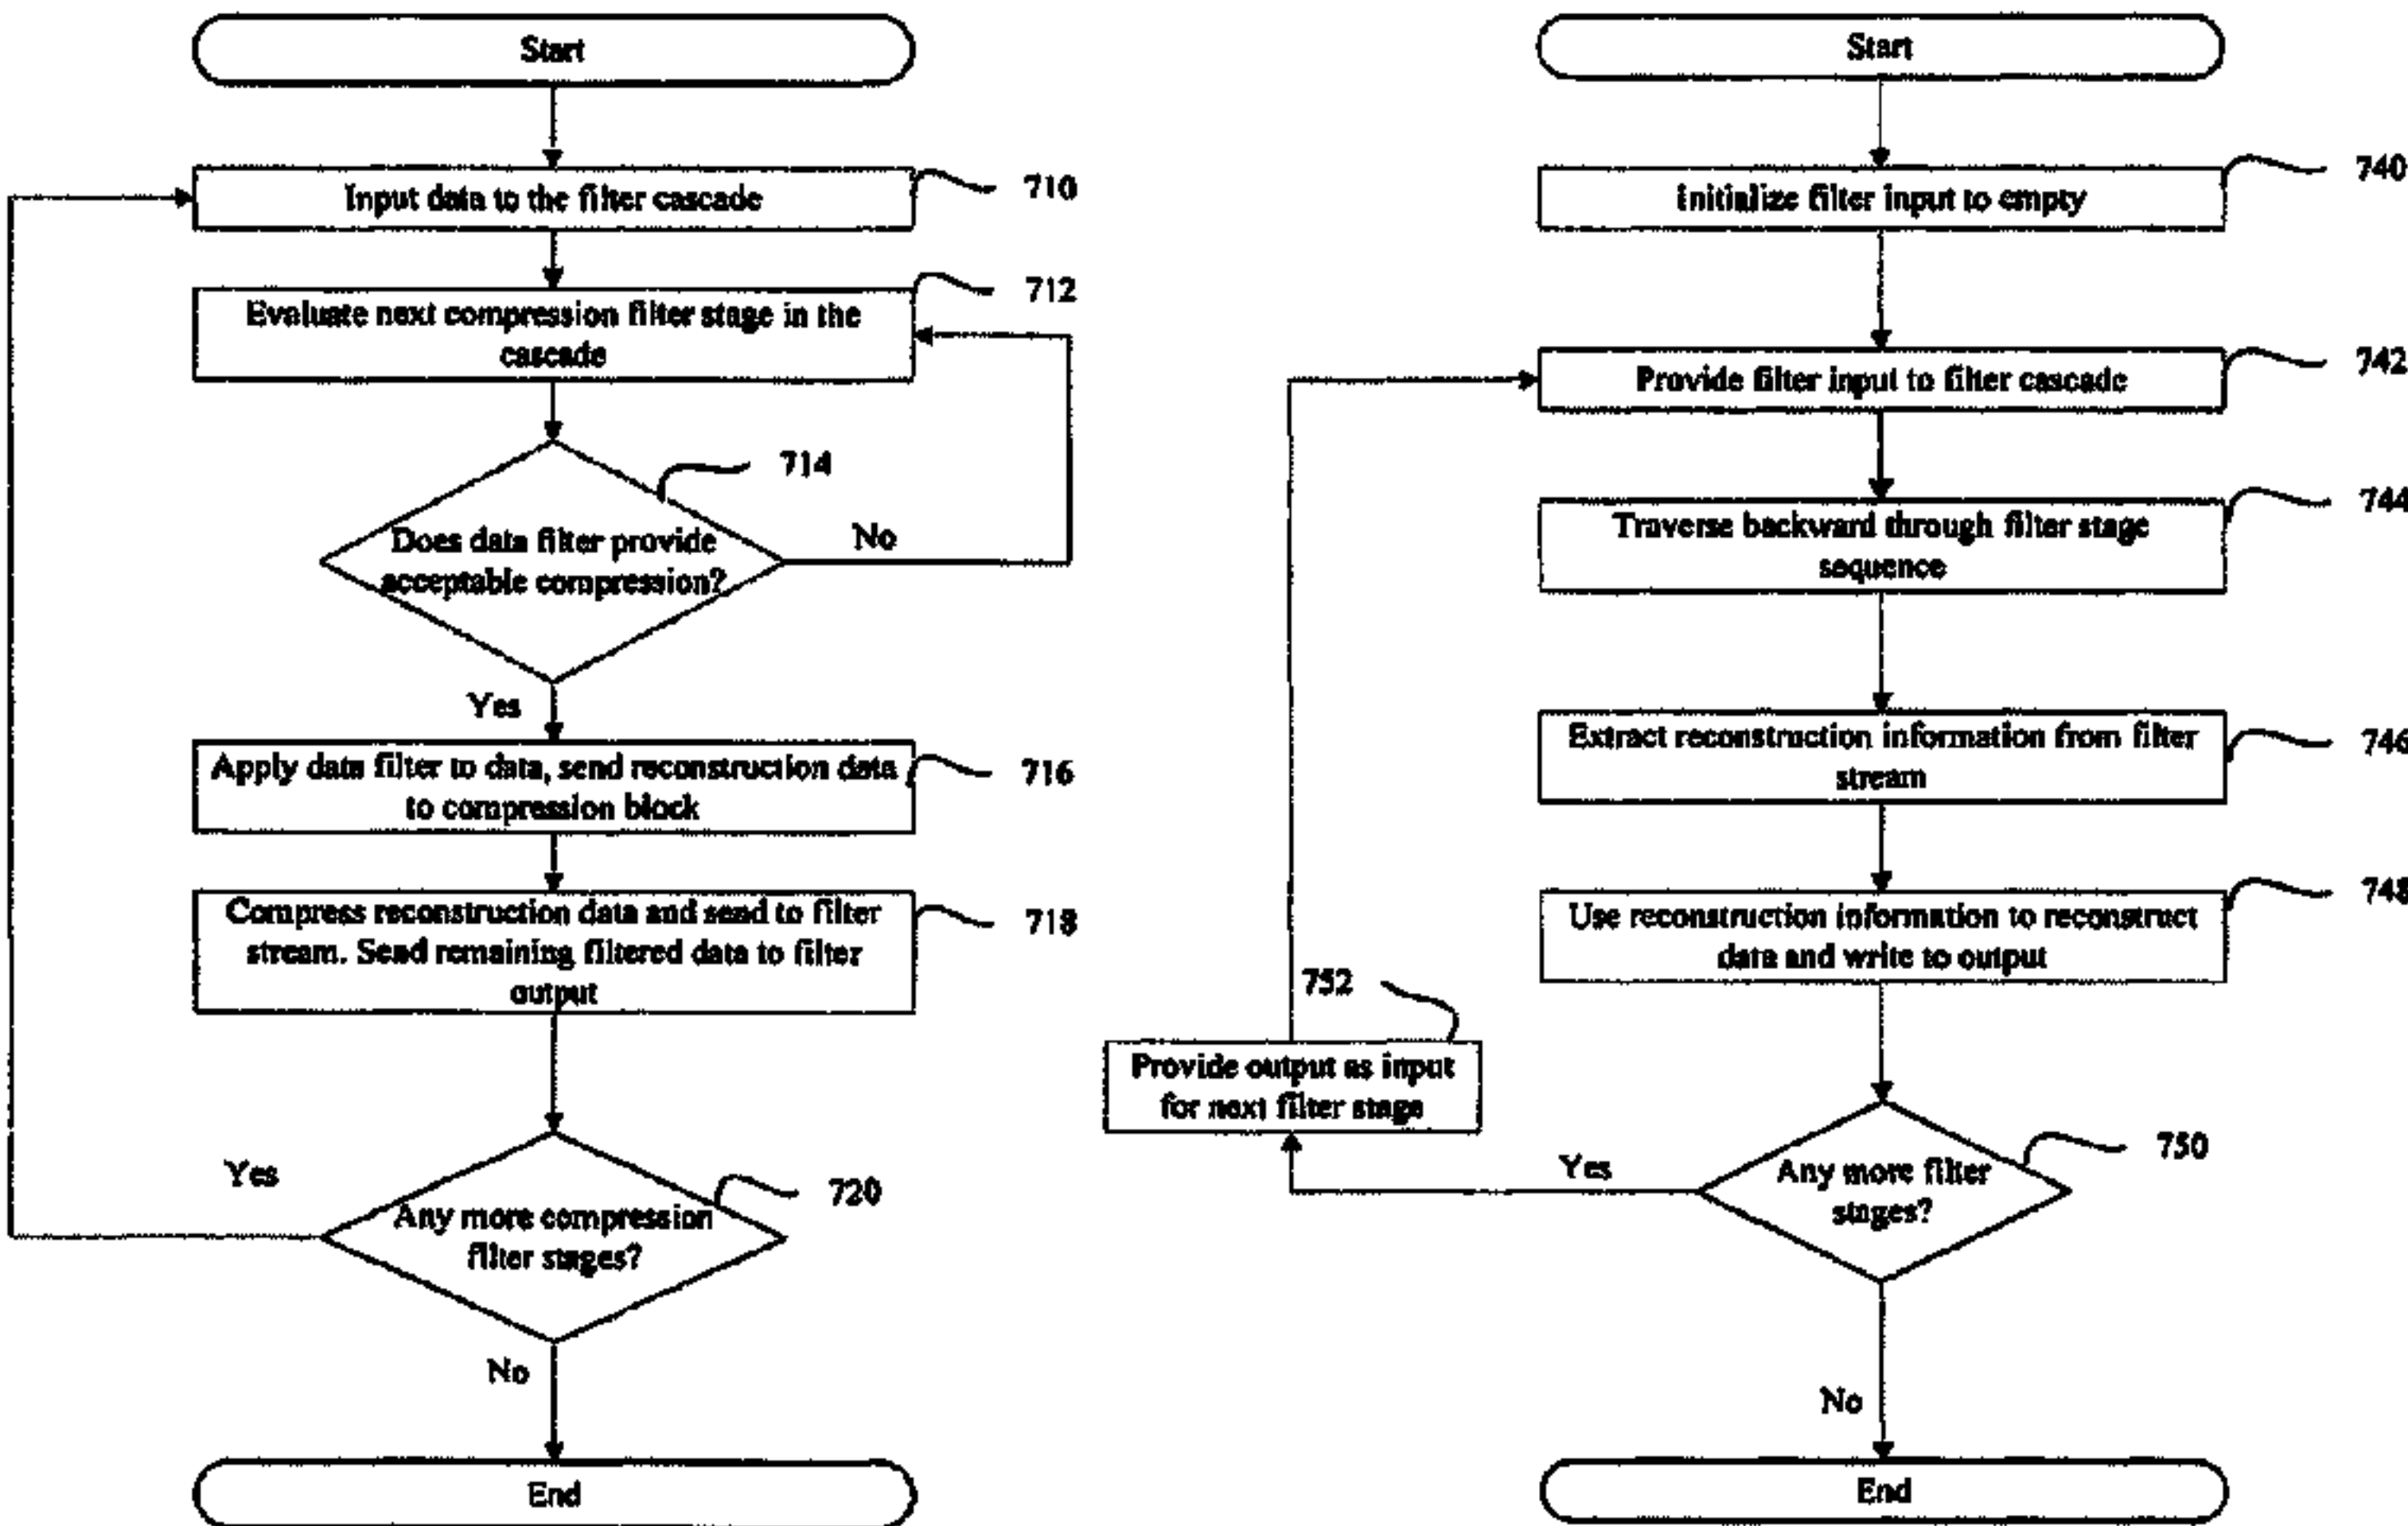 Start
Input data to the filter cascade
710
Evaluate next compression filter stage in the
cascade
712
Does data filter provide
acceptable compression?
714
No
Yes
Apply data filter to data, send reconstruction data
to compression block
716
Compress reconstruction data and send to filter
stream. Send remaining filtered data to filter
output
718
Any more compression
filter stages?
720
Yes
No
End
Start
Initialize filter input to empty
740
Provide filter input to filter cascade
742
Traverse backward through filter stage
sequence
744
Extract reconstruction information from filter
stream
746
Use reconstruction information to reconstruct
data and write to output
748
752
Provide output as input
for next filter stage
Any more filter
stages?
750
Yes
No
End